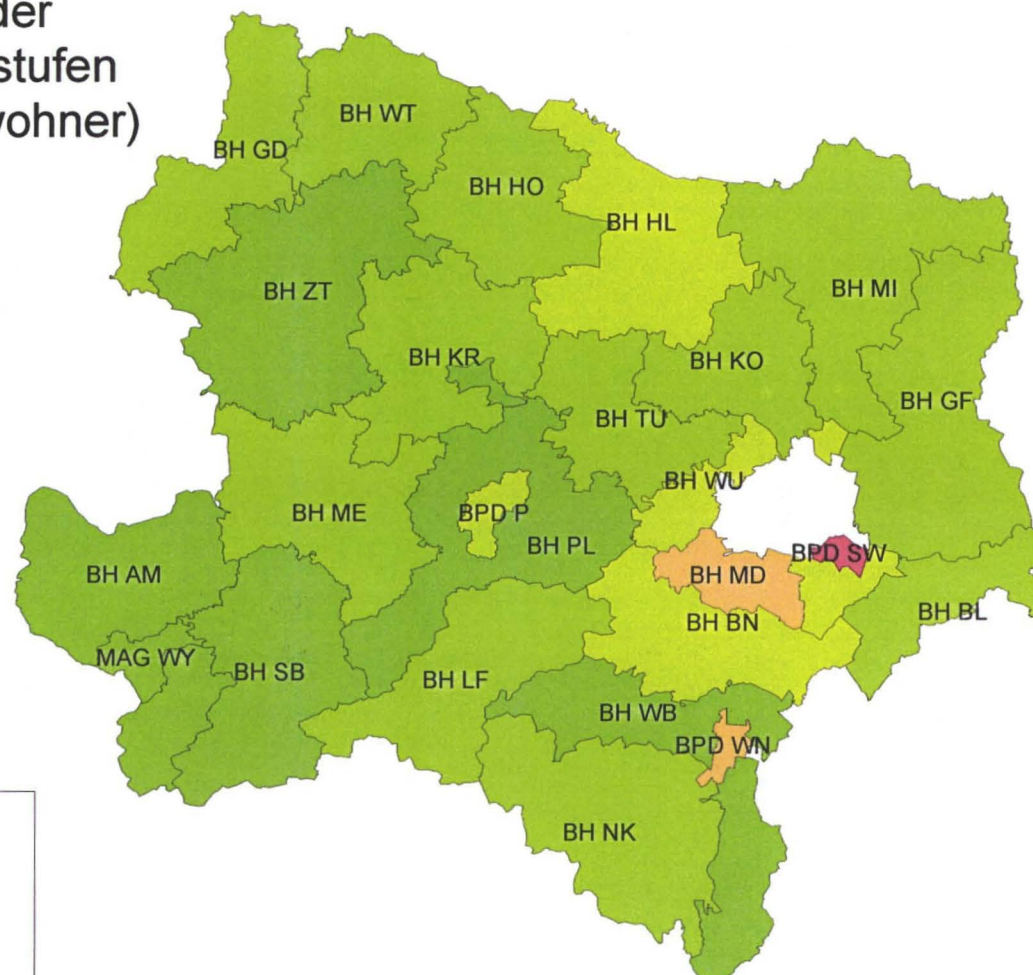 der
stufen
wohner)
BH WT
BH GD
BH HO
BH HL
BH ZT
BH MI
BH KR
BH KO
BH GF
BH TU
BH WU
BH ME
BPD P
BH PL
BPD SW
BH AM
BH MD
BH BL
BH BN
MAG WY
BH SB
BH LF
BH WB
BPD WN
BH NK